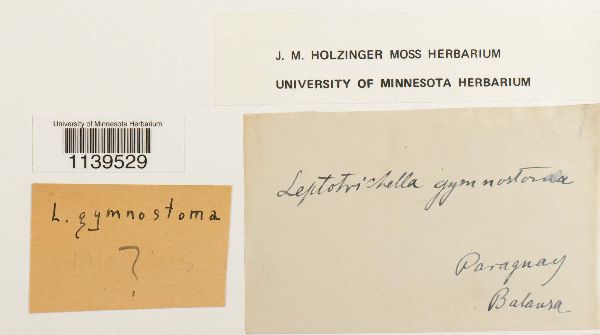 J. M. HOLZINGER MOSS HERBARIUM
UNIVERSITY OF MINNESOTA HERBARIUM
University of Minnesota Herbarium
1139529
L. gymnostoma
?
Leptotrichella gymnostoma
Paraguay
Balansa